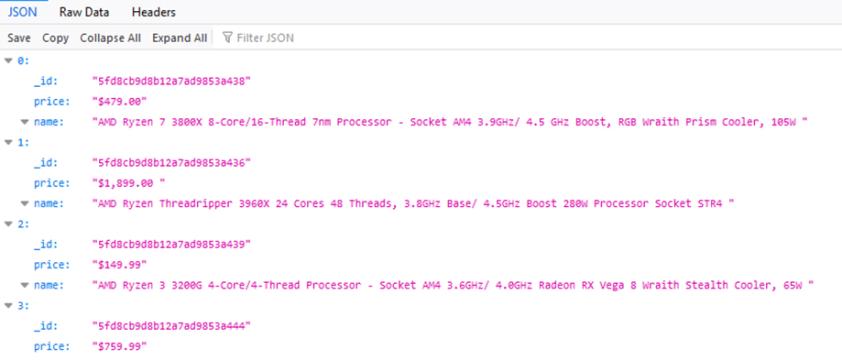 JSON Raw Data Headers
Save Copy Collapse All Expand All Filter JSON
0:
_id: "5fd8cb9d8b12a7ad9853a438"
price: "$479.00"
name: "AMD Ryzen 7 3800X 8-Core/16-Thread 7nm Processor - Socket AM4 3.9GHz/ 4.5 GHz Boost, RGB Wraith Prism Cooler, 105W "
1:
_id: "5fd8cb9d8b12a7ad9853a436"
price: "$1,899.00 "
name: "AMD Ryzen Threadripper 3960X 24 Cores 48 Threads, 3.8GHz Base/ 4.5GHz Boost 280W Processor Socket STR4 "
2:
_id: "5fd8cb9d8b12a7ad9853a439"
price: "$149.99"
name: "AMD Ryzen 3 3200G 4-Core/4-Thread Processor - Socket AM4 3.6GHz/ 4.0GHz Radeon RX Vega 8 Wraith Stealth Cooler, 65W "
3:
_id: "5fd8cb9d8b12a7ad9853a444"
price: "$759.99"